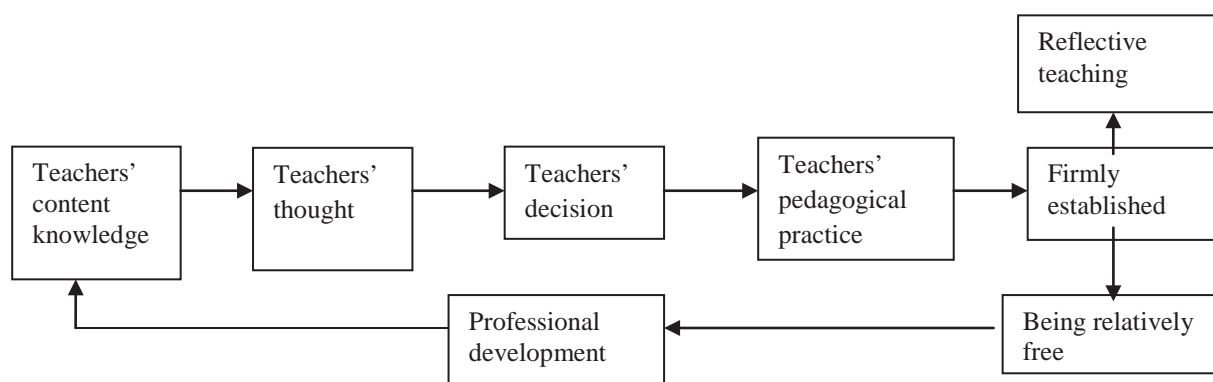 Reflective
teaching
Teachers’
content
knowledge
Teachers’
thought
Teachers’
decision
Teachers’
pedagogical
practice
Firmly
established
Professional
development
Being relatively
free